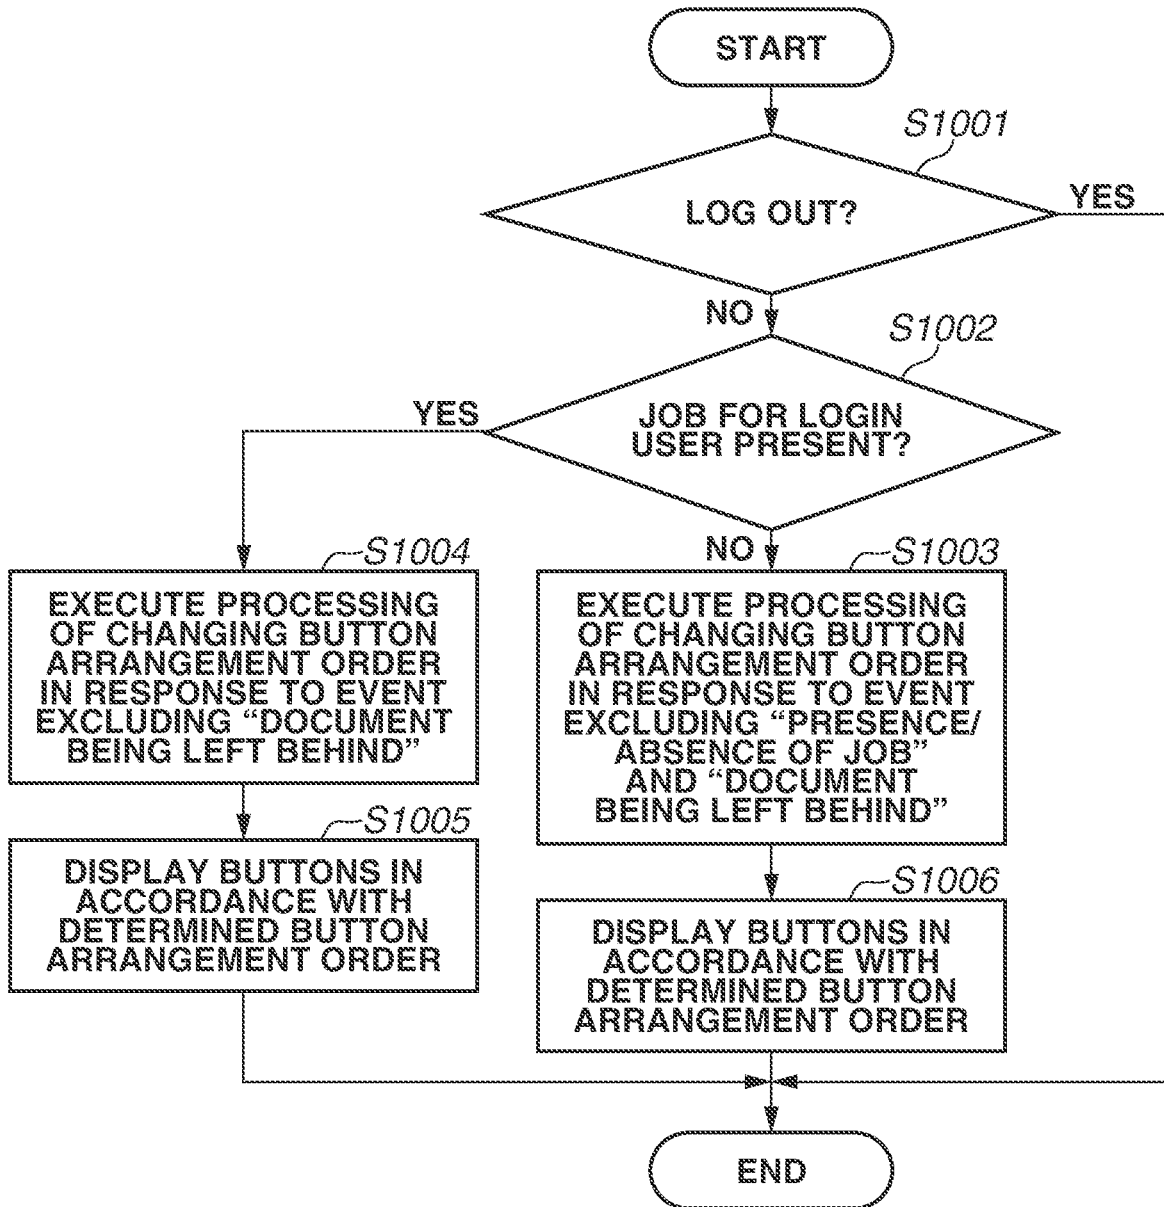 START
S1001
LOG OUT?
YES
NO
S1002
JOB FOR LOGIN
USER PRESENT?
YES
NO
S1004
EXECUTE PROCESSING
OF CHANGING BUTTON
ARRANGEMENT ORDER
IN RESPONSE TO EVENT
EXCLUDING “DOCUMENT
BEING LEFT BEHIND”
S1003
EXECUTE PROCESSING
OF CHANGING BUTTON
ARRANGEMENT ORDER
IN RESPONSE TO EVENT
EXCLUDING “PRESENCE/
ABSENCE OF JOB”
AND “DOCUMENT
BEING LEFT BEHIND”
S1005
DISPLAY BUTTONS IN
ACCORDANCE WITH
DETERMINED BUTTON
ARRANGEMENT ORDER
S1006
DISPLAY BUTTONS IN
ACCORDANCE WITH
DETERMINED BUTTON
ARRANGEMENT ORDER
END